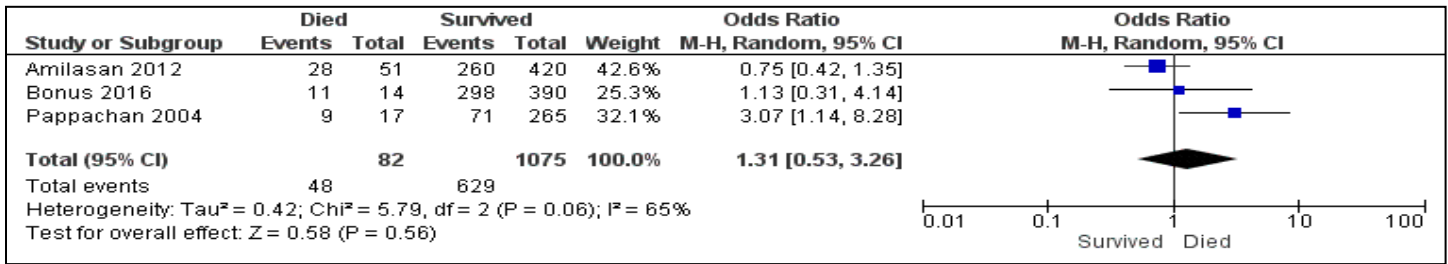 Died Survived Odds Ratio Odds Ratio
Study or Subgroup Events Total Events Total Weight M-H, Random, 95% CI M-H, Random, 95% CI
Amilasan 2012 28 51 260 420 42.6% 0.75 [0.42, 1.35]
Bonus 2016 11 14 298 390 25.3% 1.13 [0.31, 4.14]
Pappachan 2004 9 17 71 265 32.1% 3.07 [1.14, 8.28]
Total (95% CI) 82 1075 100.0% 1.31 [0.53, 3.26]
Total events 48 629
Heterogeneity: Tau² = 0.42; Chi² = 5.79, df = 2 (P = 0.06); I² = 65%
Test for overall effect: Z = 0.58 (P = 0.56)
0.01 0.1 1 10 100
Survived Died